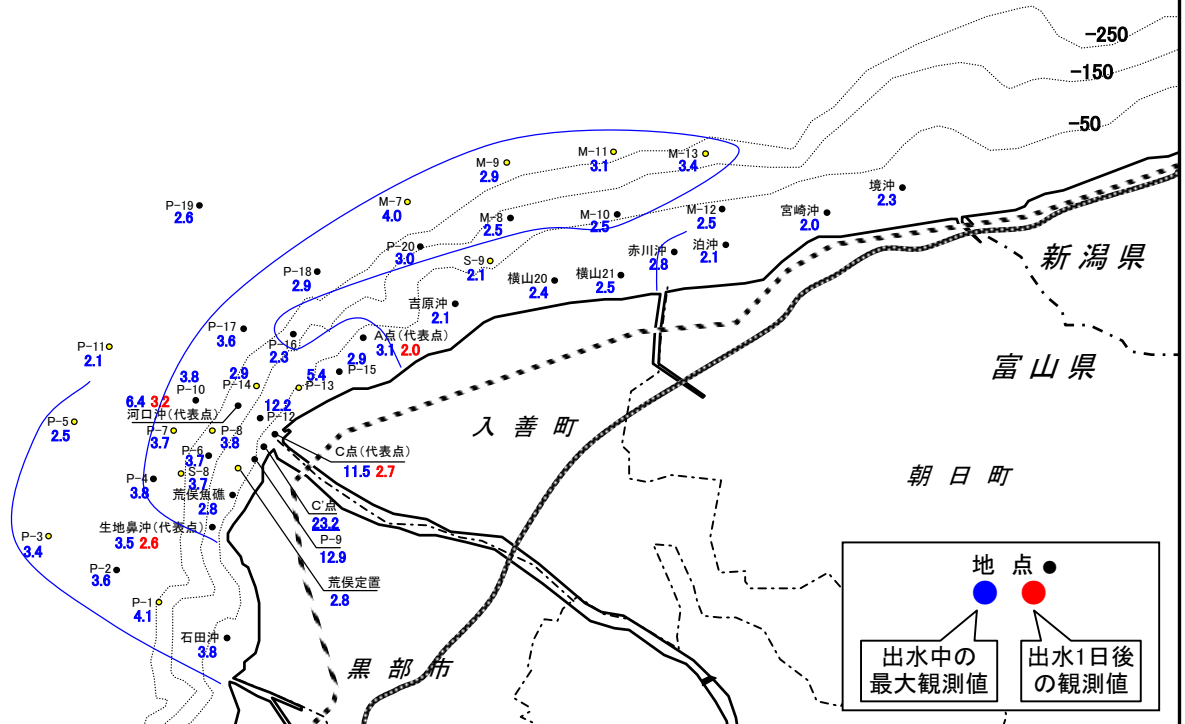 -250
-150
-50
M-11
3.1
M-13
3.4
M-9
2.9
境沖
2.3
P-19
2.6
M-7
4.0
M-8
2.5
M-10
2.5
M-12
2.5
宮崎沖
2.0
P-20
3.0
赤川沖
2.8
泊沖
2.1
新潟県
S-9
2.1
P-18
2.9
横山20
2.4
横山21
2.5
吉原沖
2.1
P-17
3.6
P-16
2.3
A点(代表点)
3.1 2.0
P-11
2.1
2.9
P-15
富山県
3.8
P-10
2.9
P-14
5.4
P-13
6.4 3.2
河口沖(代表点)
12.2
P-12
P-5
2.5
P-7
3.7
P-8
3.8
入善町
C点(代表点)
11.5 2.7
P-6
3.7
朝日町
P-4
3.8
S-8
3.7
荒俣魚礁
2.8
C'点
23.2
生地鼻沖(代表点)
3.5 2.6
P-3
3.4
P-9
12.9
P-2
3.6
荒俣定置
2.8
P-1
4.1
石田沖
3.8
黒部市
地点
出水中の
最大観測値
出水1日後
の観測値